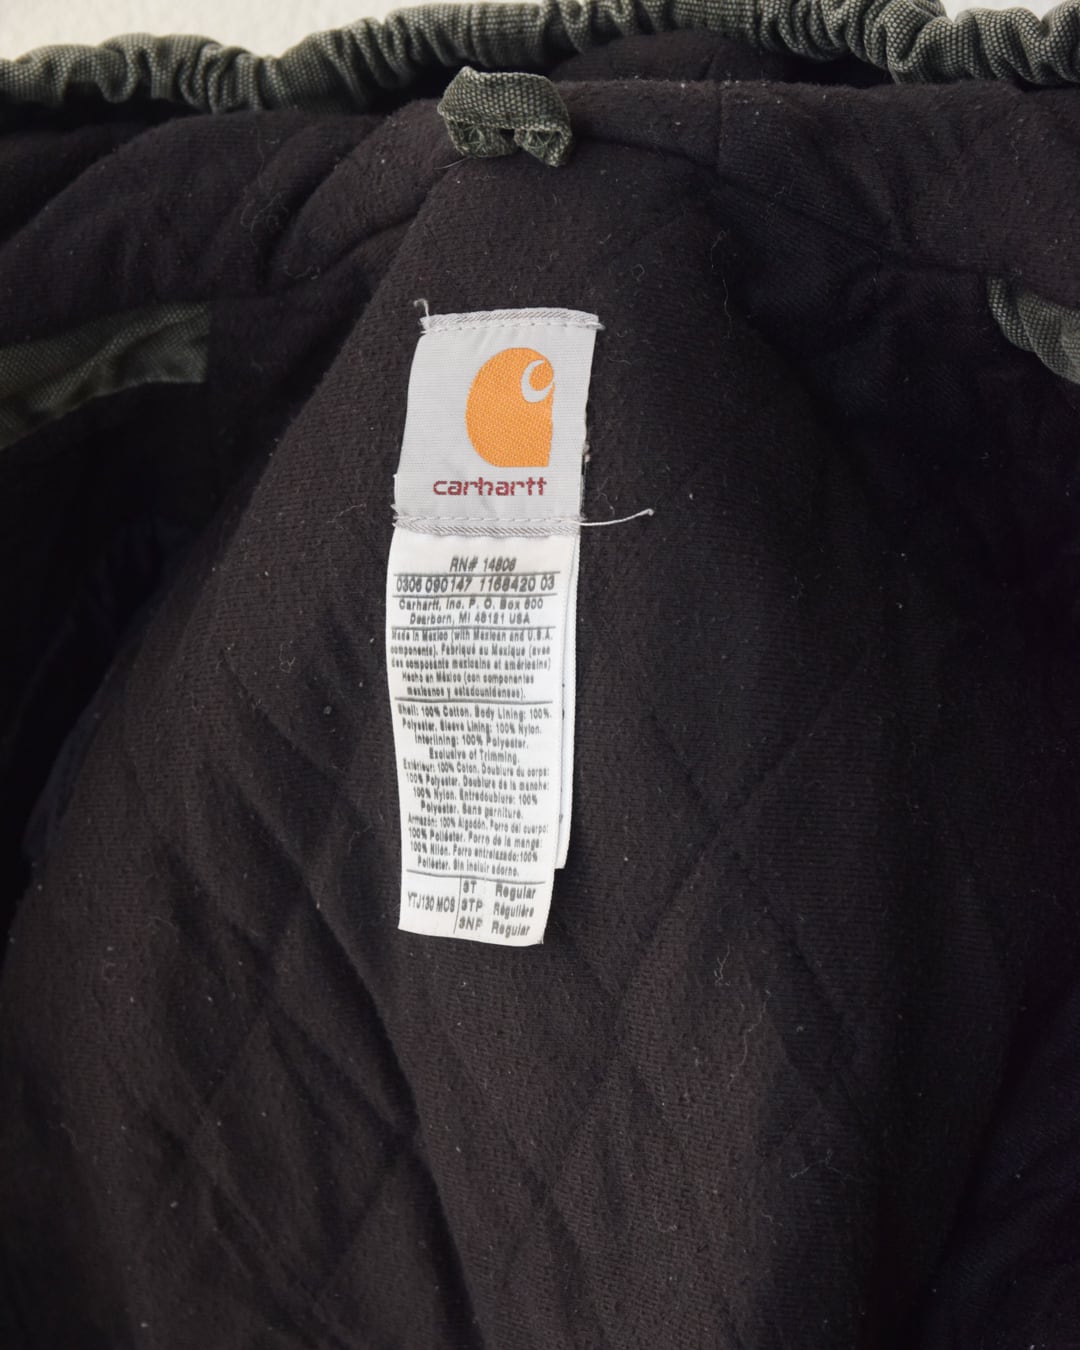 carhartt
RN# 14806
0306 090147 1168420 03
Carhartt, Inc. P. O. Box 600
Dearborn, MI 48121 USA
Made in Mexico (with Mexican and U.S.A.
components). Fabriqué au Mexique (avec
des composants mexicains et américains)
Hecho en México (con componentes
mexicanos y estadounidenses).
Shell: 100% Cotton. Body Lining: 100%
Polyester. Sleeve Lining: 100% Nylon.
Interlining: 100% Polyester.
Exclusive of Trimming.
Extérieur: 100% Coton. Doublure du corps:
100% Polyester. Doublure de la manche:
100% Nylon. Entredoublure: 100%
Polyester. Sans garniture.
Armazón: 100% Algodón. Forro del cuerpo:
100% Poliéster. Forro de la manga:
100% Nilón. Forro entrelazado:100%
Poliéster. Sin incluir adorno.
YTJ130 MOS
3T Regular
3TP Régulière
3NP Regular